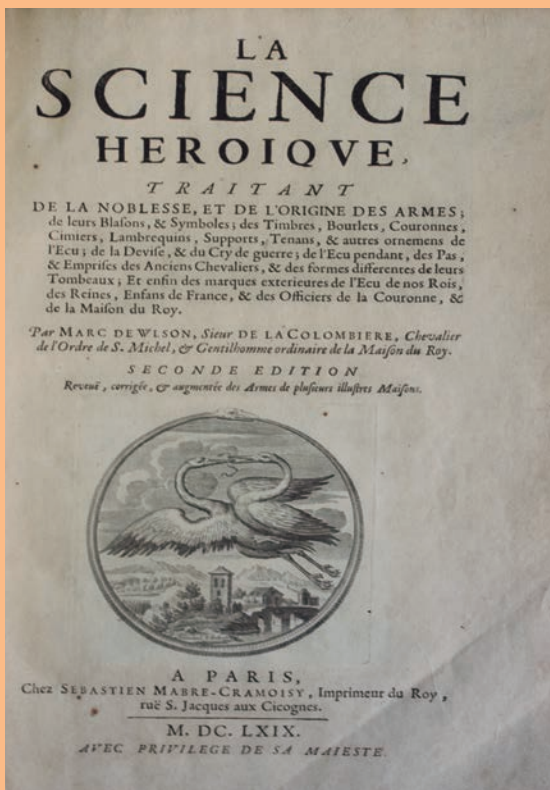 LA
SCIENCE
HEROIQVE,
TRAITANT
DE LA NOBLESSE, ET DE L'ORIGINE DES ARMES;
de leurs Blaſons, & Symboles; des Timbres, Bourlets, Couronnes,
Cimiers, Lambrequins, Supports, Tenans, & autres ornemens de
l'Ecu; de la Deviſe, & du Cry de guerre; de l'Ecu pendant, des Pas,
& Empriſes des Anciens Chevaliers, & des formes differentes de leurs
Tombeaux; Et enfin des marques exterieures de l'Ecu de nos Rois,
des Reines, Enfans de France, & des Officiers de la Couronne, &
de la Maiſon du Roy.
Par MARC DE WLSON, Sieur DE LA COLOMBIERE, Chevalier
de l'Ordre de S. Michel, & Gentilhomme ordinaire de la Maiſon du Roy.
SECONDE EDITION
Reveuë, corrigée, & augmentée des Armes de pluſieurs illuſtres Maiſons.
A PARIS,
Chez SEBASTIEN MABRE-CRAMOISY, Imprimeur du Roy,
ruë S. Jacques aux Cicognes.
M. DC. LXIX.
AVEC PRIVILEGE DE SA MAIESTE.